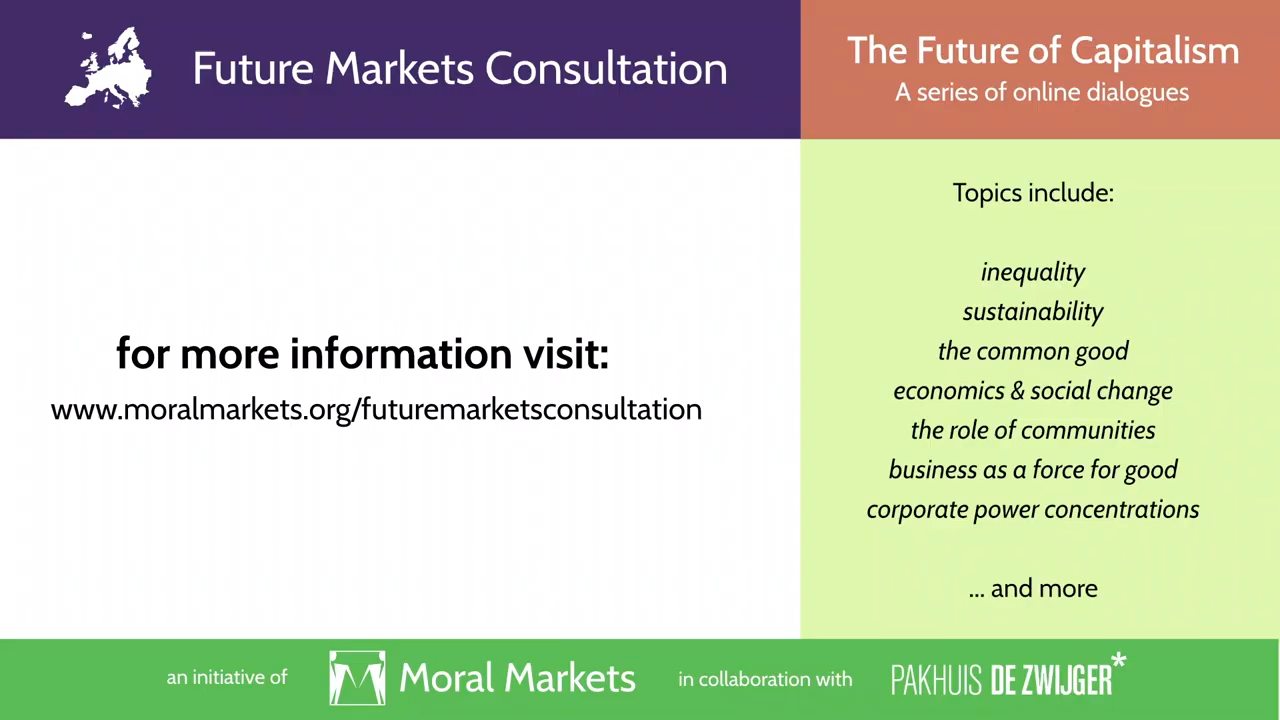 Future Markets Consultation
The Future of Capitalism
A series of online dialogues
for more information visit:
www.moralmarkets.org/futuremarketsconsultation
Topics include:
inequality
sustainability
the common good
economics & social change
the role of communities
business as a force for good
corporate power concentrations
... and more
an initiative of
Moral Markets
in collaboration with
PAKHUIS DE ZWIJGER*